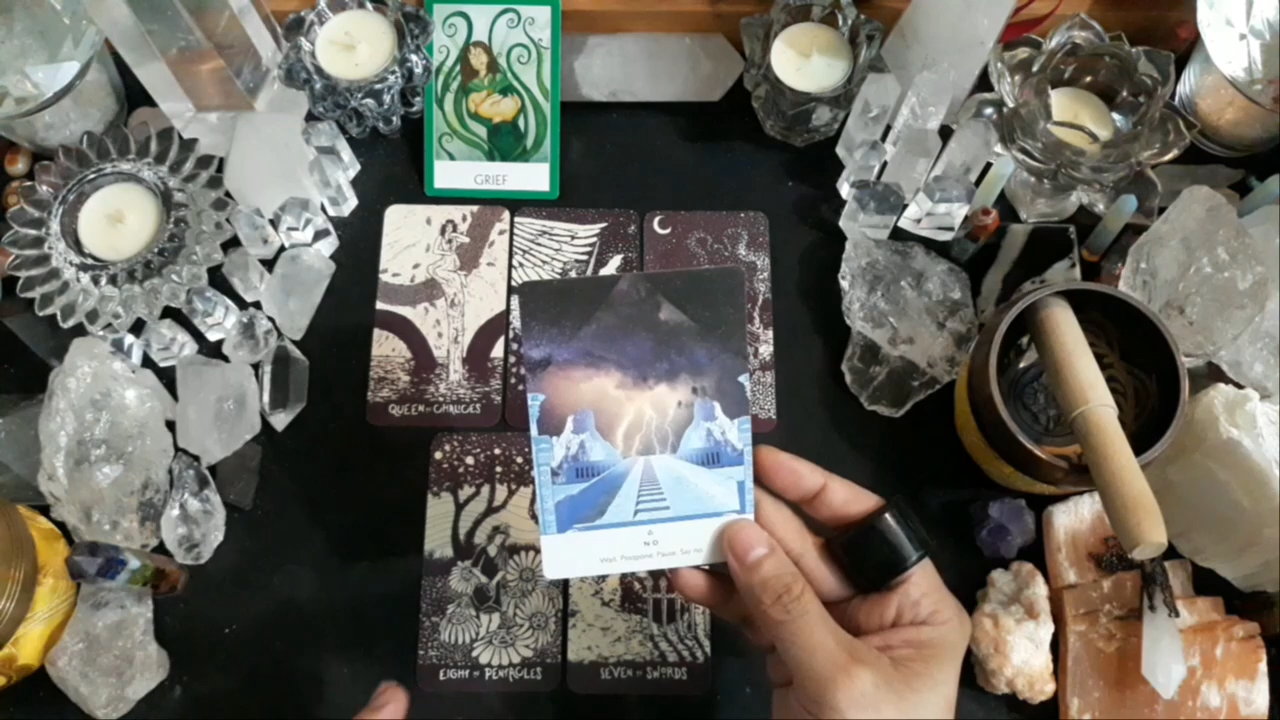 GRIEF
QUEEN OF CHALICES
NO
Wait. Postpone. Pause. Say no.
EIGHT OF PENTACLES
SEVEN OF SWORDS